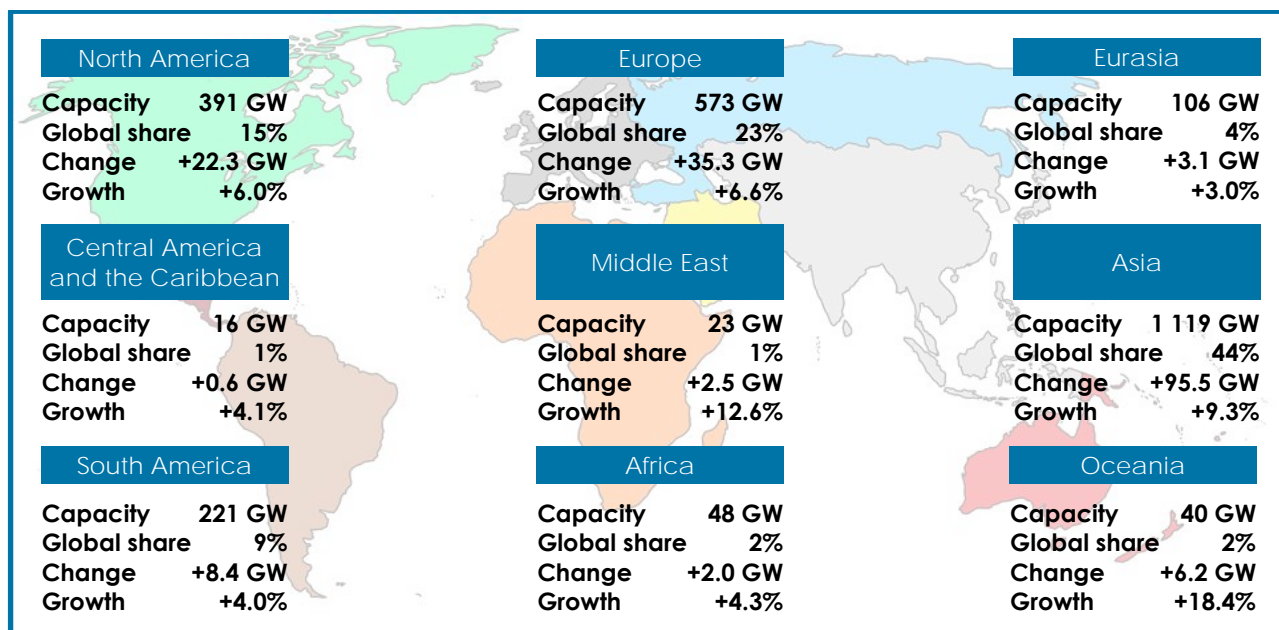 North America
Capacity 391 GW
Global share 15%
Change +22.3 GW
Growth +6.0%
Europe
Capacity 573 GW
Global share 23%
Change +35.3 GW
Growth +6.6%
Eurasia
Capacity 106 GW
Global share 4%
Change +3.1 GW
Growth +3.0%
Central America
and the Caribbean
Capacity 16 GW
Global share 1%
Change +0.6 GW
Growth +4.1%
Middle East
Capacity 23 GW
Global share 1%
Change +2.5 GW
Growth +12.6%
Asia
Capacity 1 119 GW
Global share 44%
Change +95.5 GW
Growth +9.3%
South America
Capacity 221 GW
Global share 9%
Change +8.4 GW
Growth +4.0%
Africa
Capacity 48 GW
Global share 2%
Change +2.0 GW
Growth +4.3%
Oceania
Capacity 40 GW
Global share 2%
Change +6.2 GW
Growth +18.4%